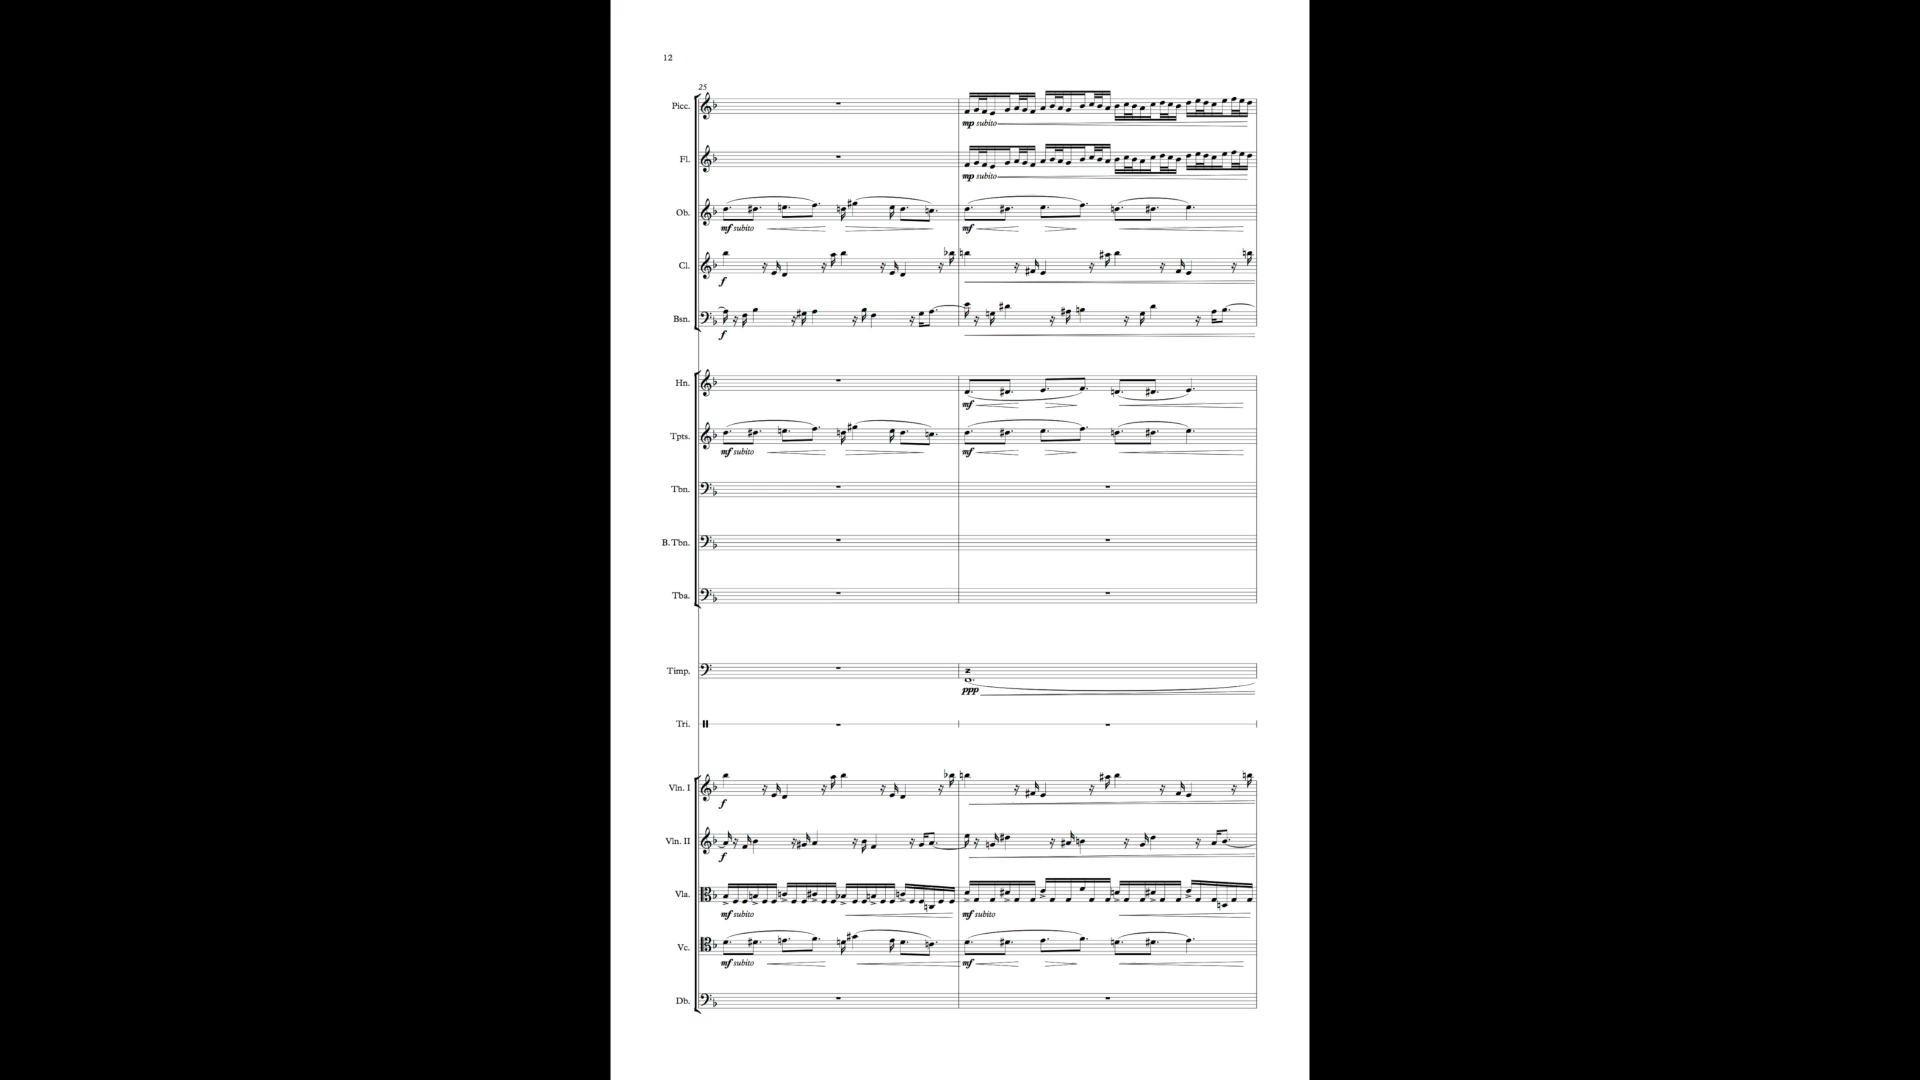 12
25
Picc.
mp subito
Fl.
mp subito
Ob.
mf subito mf
Cl.
f
Bsn.
f
Hn.
mf
Tpts.
mf subito mf
Tbn.
B. Tbn.
Tba.
Timp.
z
ppp
Tri.
Vln. I
f
Vln. II
f
Vla.
mf subito mf subito
Vc.
mf subito mf
Db.